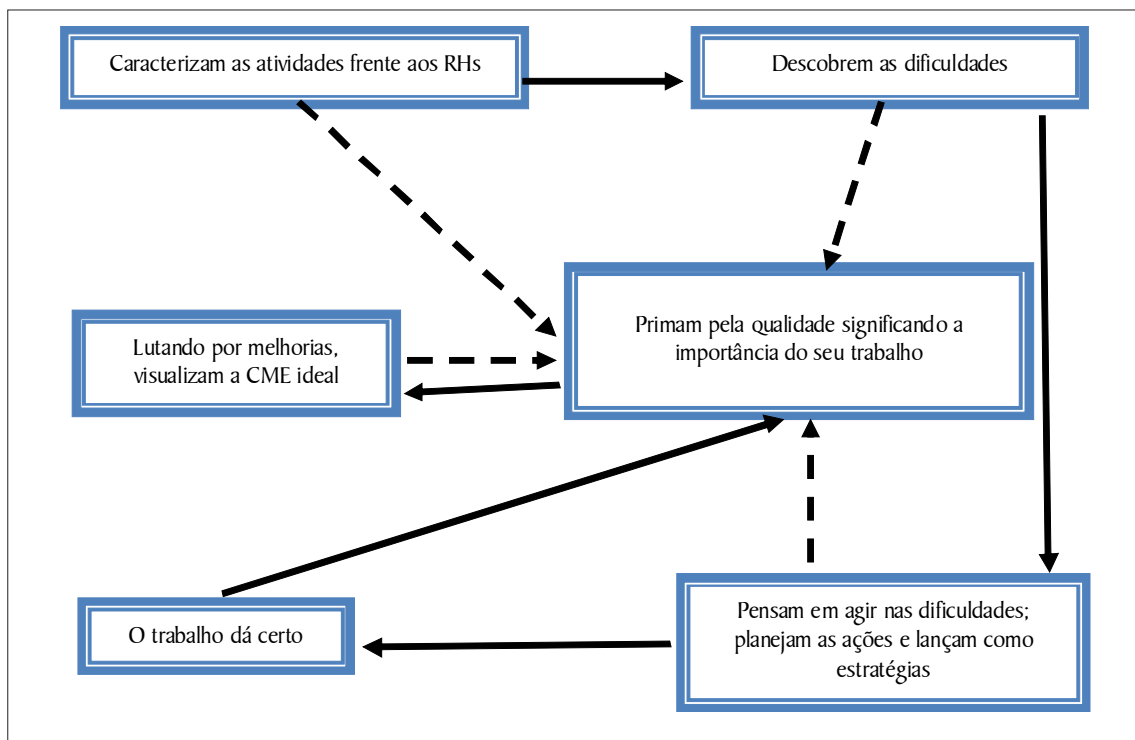 Caracterizam as atividades frente aos RHs
Descobrem as dificuldades
Primam pela qualidade significando a
importância do seu trabalho
Lutando por melhorias,
visualizam a CME ideal
O trabalho dá certo
Pensam em agir nas dificuldades;
planejam as ações e lançam como
estratégias